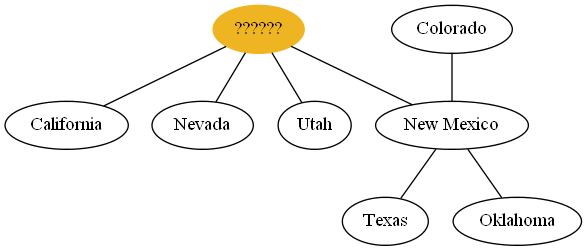 ??????
Colorado
California
Nevada
Utah
New Mexico
Texas
Oklahoma